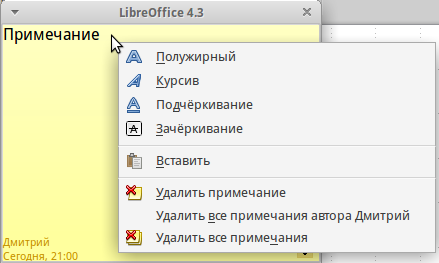 LibreOffice 4.3
Примечание
Полужирный
Курсив
Подчёркивание
Зачёркивание
Вставить
Удалить примечание
Удалить все примечания автора Дмитрий
Удалить все примечания
Дмитрий
Сегодня, 21:00